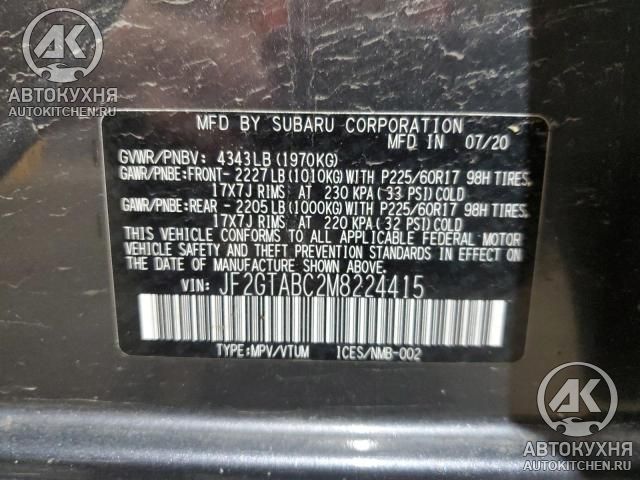 АК
АВТОКУХНЯ
AUTOKITCHEN.RU
MFD BY SUBARU CORPORATION 07/20
GVWR/PNBV: 4343LB (1970KG)
GAWR/PNBE:FRONT- 2227LB (1010KG)WITH P225/60R17 98H TIRES,
17X7J RIMS AT 230 KPA (33 PSI)COLD
GAWR/PNBE:REAR - 2205LB (1000KG)WITH P225/60R17 98H TIRES,
17X7J RIMS AT 220 KPA (32 PSI)COLD
THIS VEHICLE CONFORMS TO ALL APPLICABLE FEDERAL MOTOR
VEHICLE SAFETY AND THEFT PREVENTION STANDARDS IN EFFECT
ON THE DATE OF MANUFACTURE SHOWN ABOVE.
VIN: JF2GTABC2M8224415
TYPE:MPV/VTUM ICES/NMB-002
АК
АВТОКУХНЯ
AUTOKITCHEN.RU